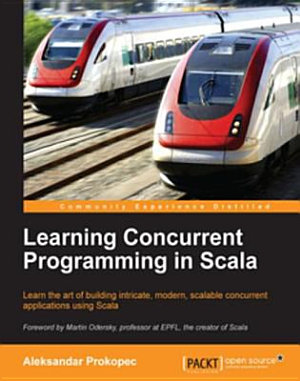 Community Experience Distilled
Learning Concurrent
Programming in Scala
Learn the art of building intricate, modern, scalable concurrent
applications using Scala
Foreword by Martin Odersky, professor at EPFL, the creator of Scala
Aleksandar Prokopec
PACKT
PUBLISHING
open source